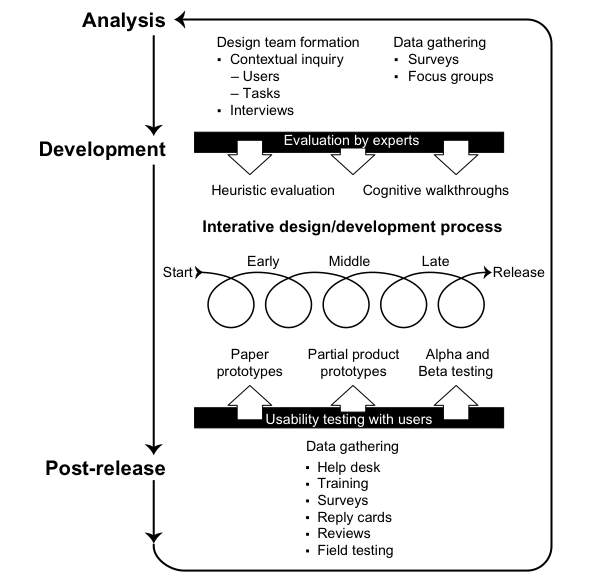 Analysis
Design team formation
▪ Contextual inquiry
– Users
– Tasks
▪ Interviews
Data gathering
▪ Surveys
▪ Focus groups
Evaluation by experts
Development
Heuristic evaluation
Cognitive walkthroughs
Interative design/development process
Early
Middle
Late
Start
Release
Paper
prototypes
Partial product
prototypes
Alpha and
Beta testing
Usability testing with users
Post-release
Data gathering
▪ Help desk
▪ Training
▪ Surveys
▪ Reply cards
▪ Reviews
▪ Field testing